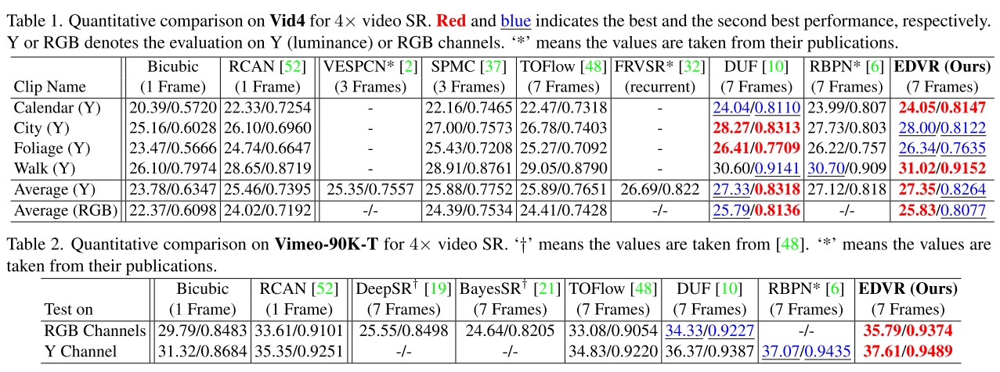 Table 1. Quantitative comparison on Vid4 for 4× video SR. Red and blue indicates the best and the second best performance, respectively.
Y or RGB denotes the evaluation on Y (luminance) or RGB channels. ‘*’ means the values are taken from their publications.
Bicubic RCAN [52] VESPCN* [2] SPMC [37] TOFlow [48] FRVSR* [32] DUF [10] RBPN* [6] EDVR (Ours)
Clip Name (1 Frame) (1 Frame) (3 Frames) (3 Frames) (7 Frames) (recurrent) (7 Frames) (7 Frames) (7 Frames)
Calendar (Y) 20.39/0.5720 22.33/0.7254 - 22.16/0.7465 22.47/0.7318 - 24.04/0.8110 23.99/0.807 24.05/0.8147
City (Y) 25.16/0.6028 26.10/0.6960 - 27.00/0.7573 26.78/0.7403 - 28.27/0.8313 27.73/0.803 28.00/0.8122
Foliage (Y) 23.47/0.5666 24.74/0.6647 - 25.43/0.7208 25.27/0.7092 - 26.41/0.7709 26.22/0.757 26.34/0.7635
Walk (Y) 26.10/0.7974 28.65/0.8719 - 28.91/0.8761 29.05/0.8790 - 30.60/0.9141 30.70/0.909 31.02/0.9152
Average (Y) 23.78/0.6347 25.46/0.7395 25.35/0.7557 25.88/0.7752 25.89/0.7651 26.69/0.822 27.33/0.8318 27.12/0.818 27.35/0.8264
Average (RGB) 22.37/0.6098 24.02/0.7192 -/- 24.39/0.7534 24.41/0.7428 -/- 25.79/0.8136 -/- 25.83/0.8077
Table 2. Quantitative comparison on Vimeo-90K-T for 4× video SR. ‘†’ means the values are taken from [48]. ‘*’ means the values are
taken from their publications.
Bicubic RCAN [52] DeepSR† [19] BayesSR† [21] TOFlow [48] DUF [10] RBPN* [6] EDVR (Ours)
Test on (1 Frame) (1 Frame) (7 Frames) (7 Frames) (7 Frames) (7 Frames) (7 Frames) (7 Frames)
RGB Channels 29.79/0.8483 33.61/0.9101 25.55/0.8498 24.64/0.8205 33.08/0.9054 34.33/0.9227 -/- 35.79/0.9374
Y Channel 31.32/0.8684 35.35/0.9251 -/- -/- 34.83/0.9220 36.37/0.9387 37.07/0.9435 37.61/0.9489